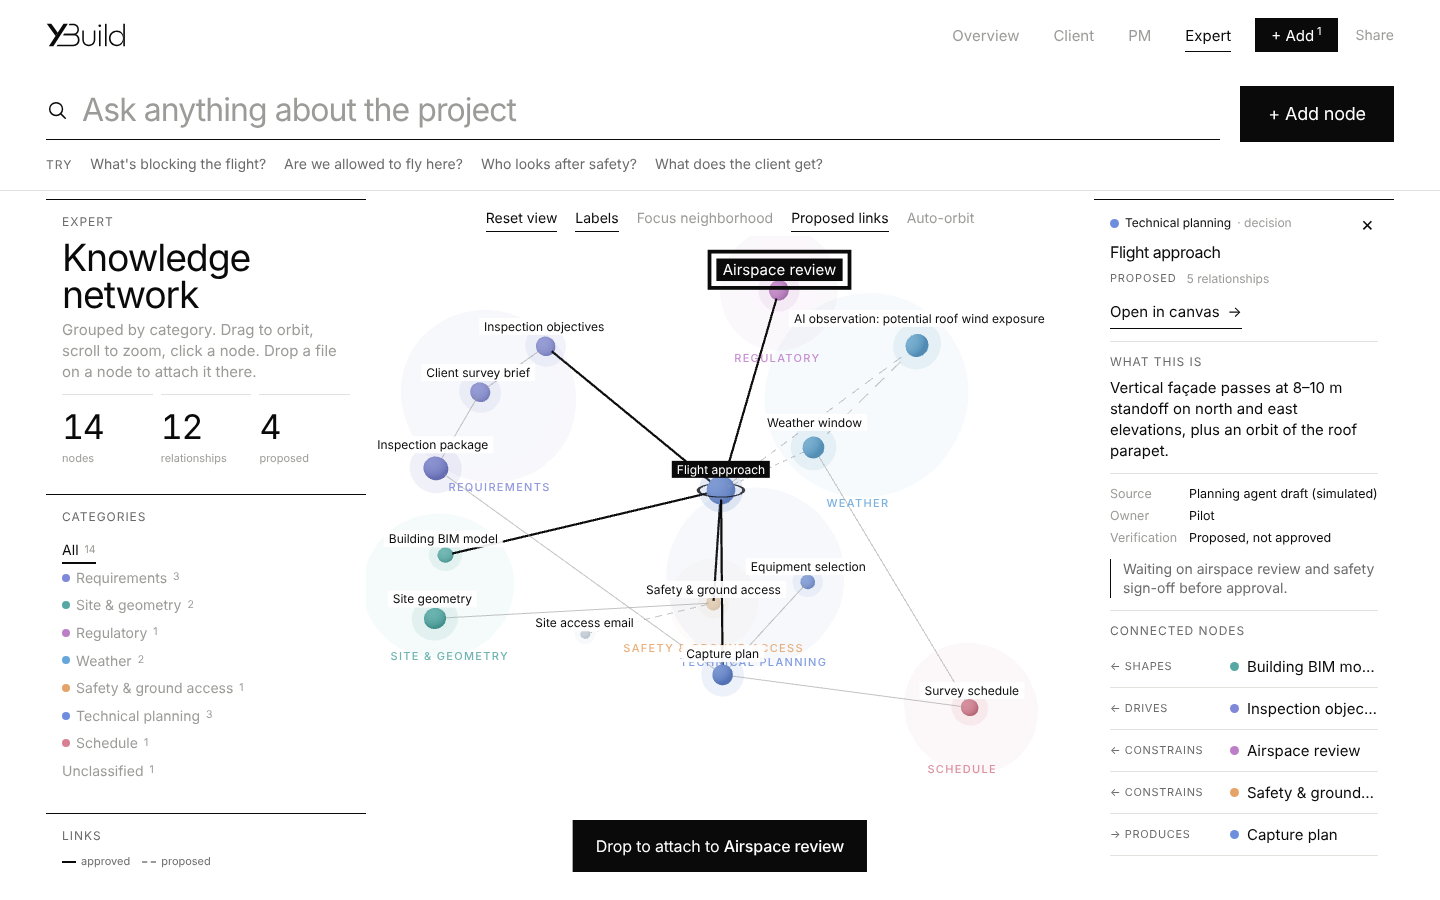 YBuild
Overview
Client
PM
Expert
+ Add 1
Share
Ask anything about the project
+ Add node
TRY
What's blocking the flight?
Are we allowed to fly here?
Who looks after safety?
What does the client get?
EXPERT
Knowledge
network
Grouped by category. Drag to orbit,
scroll to zoom, click a node. Drop a file
on a node to attach it there.
14
nodes
12
relationships
4
proposed
CATEGORIES
All 14
Requirements 3
Site & geometry 2
Regulatory 1
Weather 2
Safety & ground access 1
Technical planning 3
Schedule 1
Unclassified 1
LINKS
approved
proposed
Reset view
Labels
Focus neighborhood
Proposed links
Auto-orbit
Airspace review
AI observation: potential roof wind exposure
Inspection objectives
REGULATORY
Client survey brief
Weather window
Inspection package
Flight approach
REQUIREMENTS
WEATHER
Building BIM model
Equipment selection
Safety & ground access
Site geometry
Site access email
SAFETY & GROUND ACCESS
Capture plan
SITE & GEOMETRY
TECHNICAL PLANNING
Survey schedule
SCHEDULE
Drop to attach to Airspace review
Technical planning · decision
×
Flight approach
PROPOSED 5 relationships
Open in canvas →
WHAT THIS IS
Vertical façade passes at 8–10 m
standoff on north and east
elevations, plus an orbit of the roof
parapet.
Source Planning agent draft (simulated)
Owner Pilot
Verification Proposed, not approved
Waiting on airspace review and safety
sign-off before approval.
CONNECTED NODES
← SHAPES Building BIM mo...
← DRIVES Inspection objec...
← CONSTRAINS Airspace review
← CONSTRAINS Safety & ground...
→ PRODUCES Capture plan